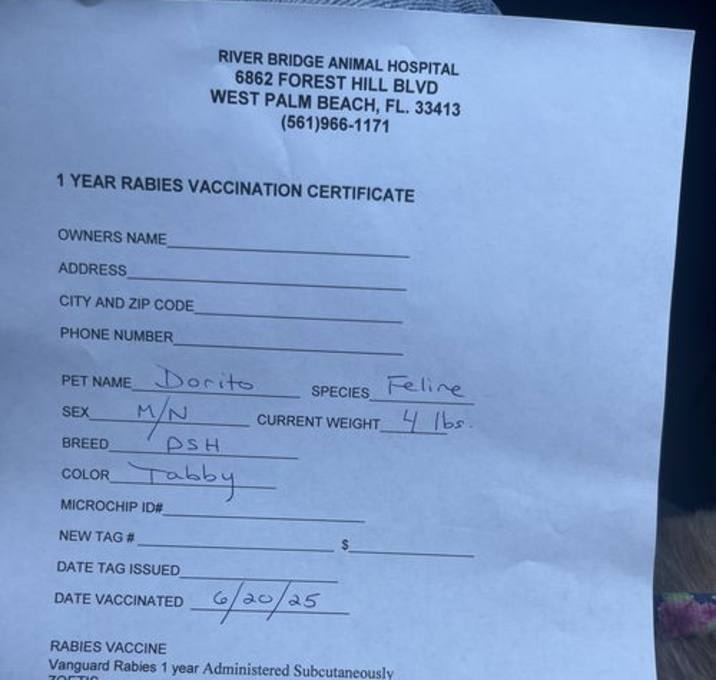 RIVER BRIDGE ANIMAL HOSPITAL
6862 FOREST HILL BLVD
WEST PALM BEACH, FL. 33413
(561)966-1171
1 YEAR RABIES VACCINATION CERTIFICATE
OWNERS NAME
ADDRESS
CITY AND ZIP CODE
PHONE NUMBER
PET NAME Dorito SPECIES Feline
SEX M/N CURRENT WEIGHT 4 lbs.
BREED DSH
COLOR Tabby
MICROCHIP ID#
NEW TAG # $
DATE TAG ISSUED
DATE VACCINATED 6/20/25
RABIES VACCINE
Vanguard Rabies 1 year Administered Subcutaneously
ZOETIS